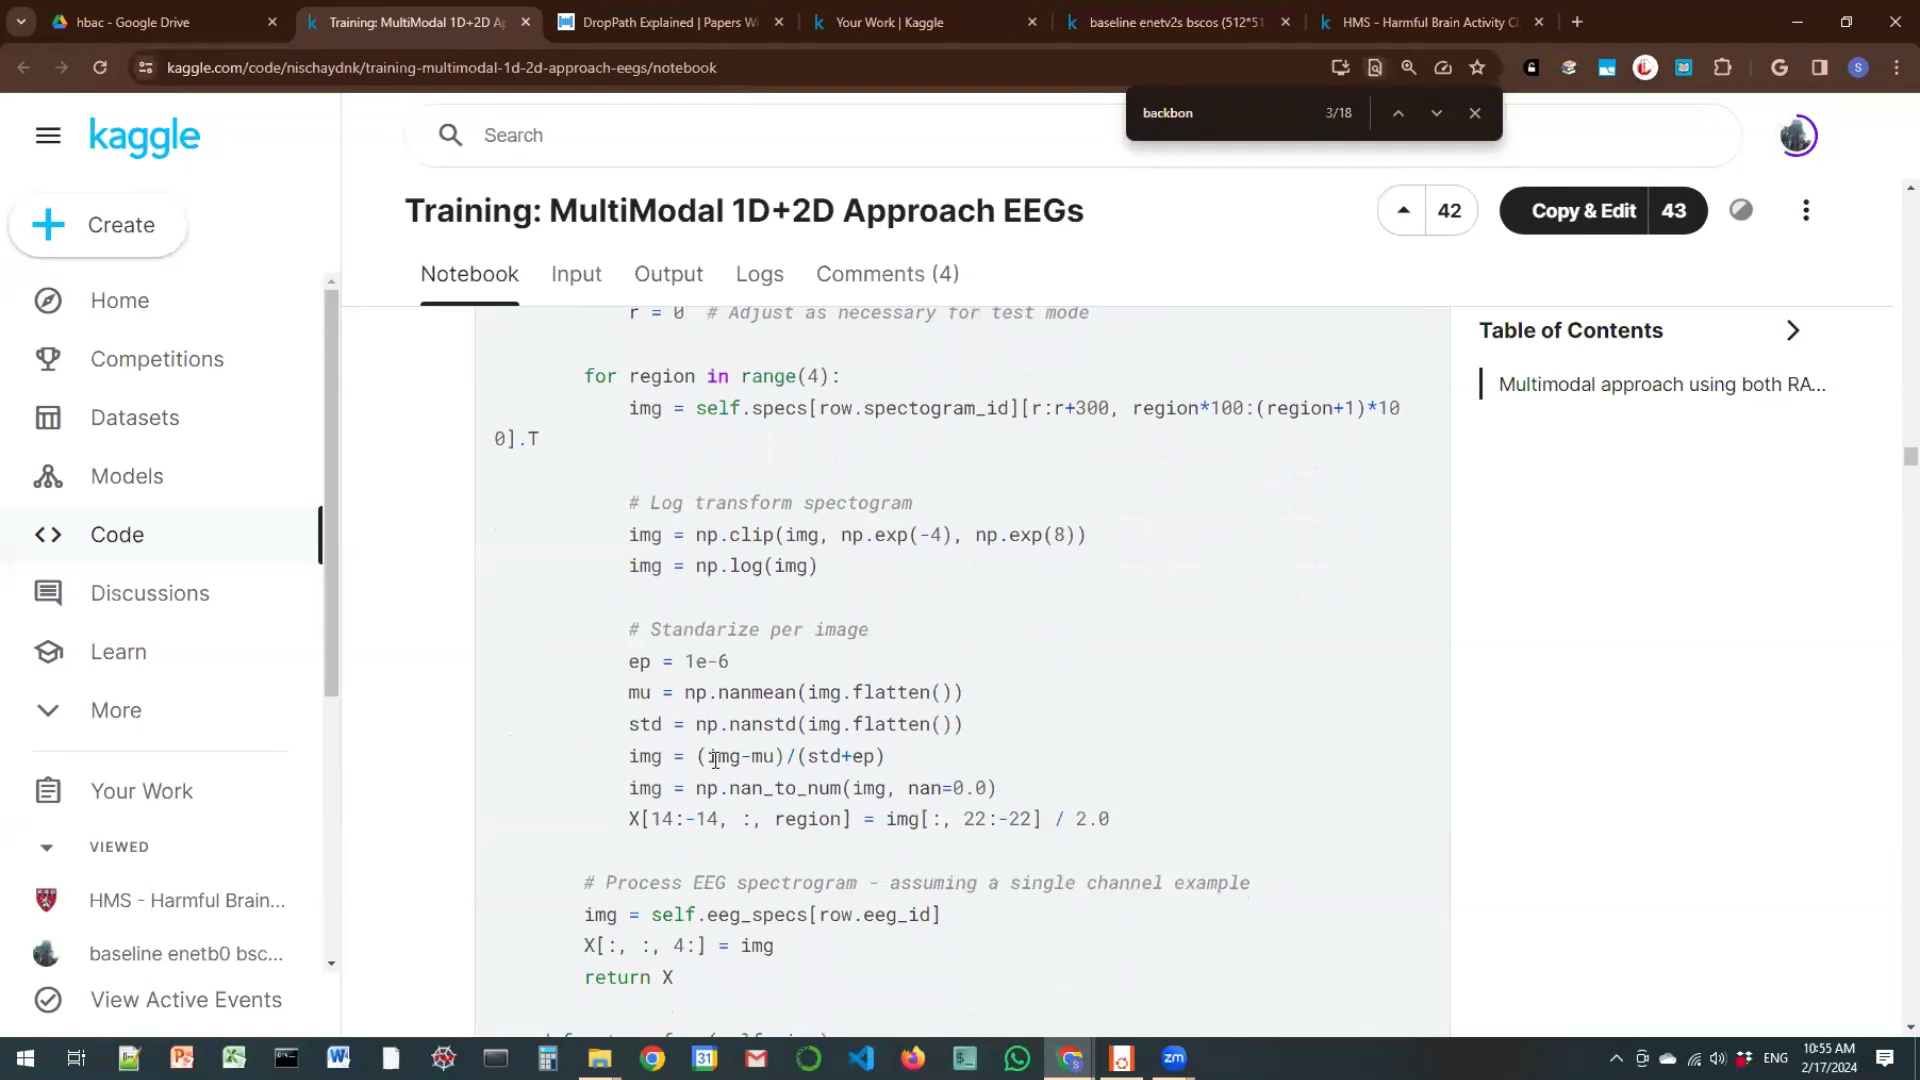 hbac - Google Drive
Training: MultiModal 1D+2D Ap
DropPath Explained | Papers Wi
Your Work | Kaggle
baseline enetv2s bscos (512*51
HMS - Harmful Brain Activity Cl
kaggle.com/code/nischaydnk/training-multimodal-1d-2d-approach-eegs/notebook
backbon
3/18
kaggle
Search
Training: MultiModal 1D+2D Approach EEGs
42
Copy & Edit
43
Create
Notebook
Input
Output
Logs
Comments (4)
Home
Competitions
Datasets
Models
Code
Discussions
Learn
More
Your Work
VIEWED
HMS - Harmful Brain...
baseline enetb0 bsc...
View Active Events
r = 0 # Adjust as necessary for test mode
for region in range(4):
img = self.specs[row.spectogram_id][r:r+300, region*100:(region+1)*10
0].T
# Log transform spectogram
img = np.clip(img, np.exp(-4), np.exp(8))
img = np.log(img)
# Standarize per image
ep = 1e-6
mu = np.nanmean(img.flatten())
std = np.nanstd(img.flatten())
img = (img-mu)/(std+ep)
img = np.nan_to_num(img, nan=0.0)
X[14:-14, :, region] = img[:, 22:-22] / 2.0
# Process EEG spectrogram - assuming a single channel example
img = self.eeg_specs[row.eeg_id]
X[:, :, 4:] = img
return X
Table of Contents
Multimodal approach using both RA...
ENG
10:55 AM
2/17/2024